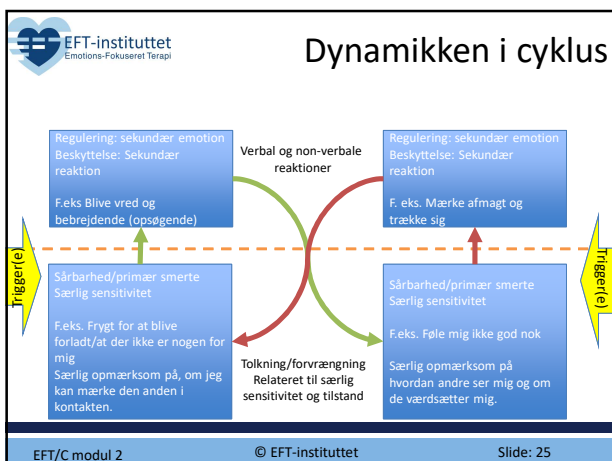 EFT-instituttet
Emotions-Fokuseret Terapi
Dynamikken i cyklus
Regulering: sekundær emotion
Beskyttelse: Sekundær
reaktion
F.eks Blive vred og
bebrejdende (opsøgende)
Verbal og non-verbale
reaktioner
Regulering: sekundær emotion
Beskyttelse: Sekundær
reaktion
F. eks. Mærke afmagt og
trække sig
Trigger(e)
Sårbarhed/primær smerte
Særlig sensitivitet
F.eks. Frygt for at blive
forladt/at der ikke er nogen for
mig
Særlig opmærksom på, om jeg
kan mærke den anden i
kontakten.
Tolkning/forvrængning
Relateret til særlig
sensitivitet og tilstand
Sårbarhed/primær smerte
Særlig sensitivitet
F.eks. Føle mig ikke god nok
Særlig opmærksom på
hvordan andre ser mig og om
de værdsætter mig.
Trigger(e)
EFT/C modul 2
© EFT-instituttet
Slide: 25